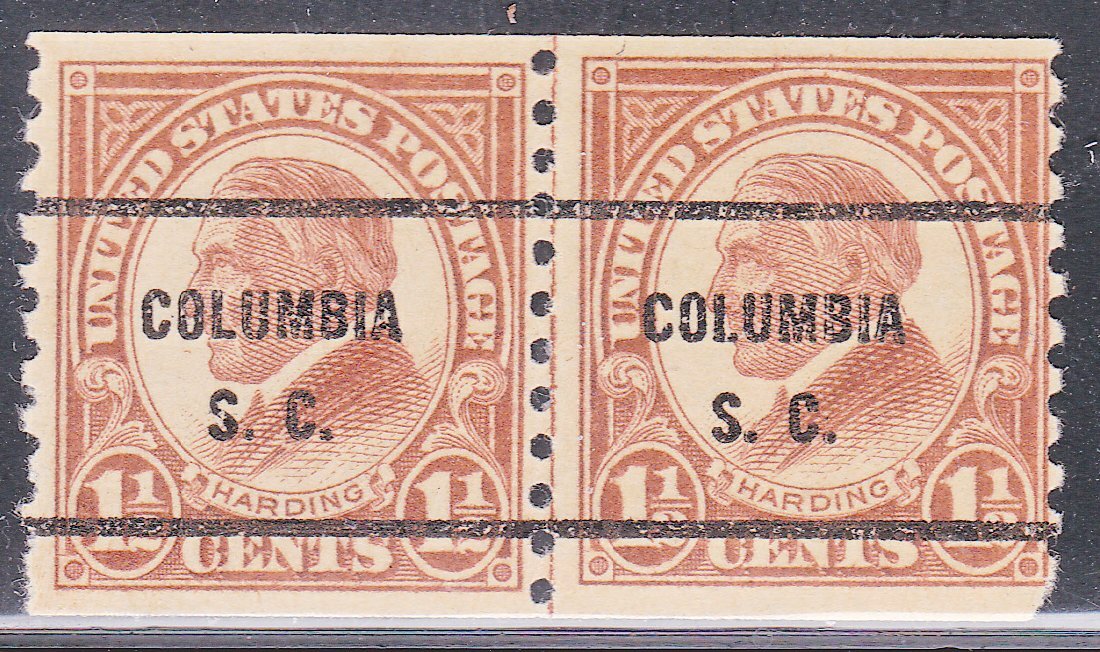 UNITED STATES POSTAGE
COLUMBIA
S. C.
HARDING
1½ 1½
CENTS
UNITED STATES POSTAGE
COLUMBIA
S. C.
HARDING
1½ 1½
CENTS